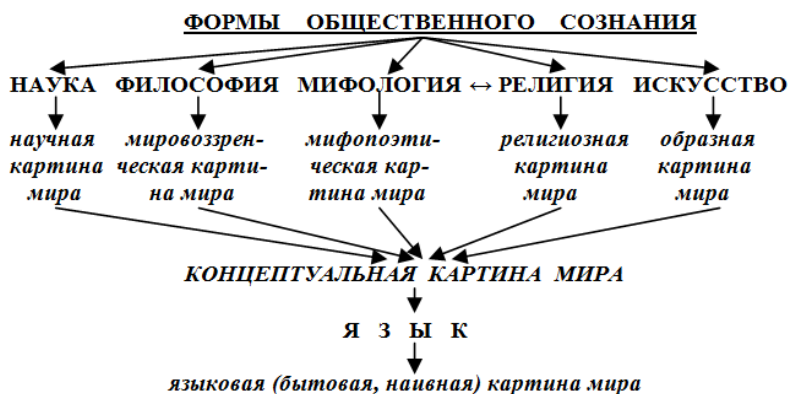 ФОРМЫ ОБЩЕСТВЕННОГО СОЗНАНИЯ
НАУКА ФИЛОСОФИЯ МИФОЛОГИЯ ↔ РЕЛИГИЯ ИСКУССТВО
научная мировоззрен- мифопоэти- религиозная образная
картина ческая карти- ческая кар- картина картина
мира на мира тина мира мира мира
КОНЦЕПТУАЛЬНАЯ КАРТИНА МИРА
Я З Ы К
языковая (бытовая, наивная) картина мира